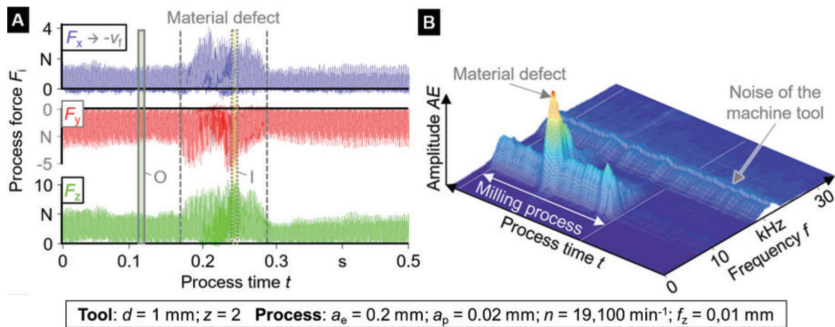 A
Material defect
4
N
0
Fx → -vf
Process force Fi
0
N
-5
Fy
O
I
10
N
0
Fz
0 0.1 0.2 0.3 s 0.5
Process time t
B
Material defect
Noise of the
machine tool
Amplitude AE
Milling process
Process time t
0 10 kHz 30
Frequency f
Tool: d = 1 mm; z = 2 Process: ae = 0.2 mm; ap = 0.02 mm; n = 19,100 min⁻¹; fz = 0,01 mm